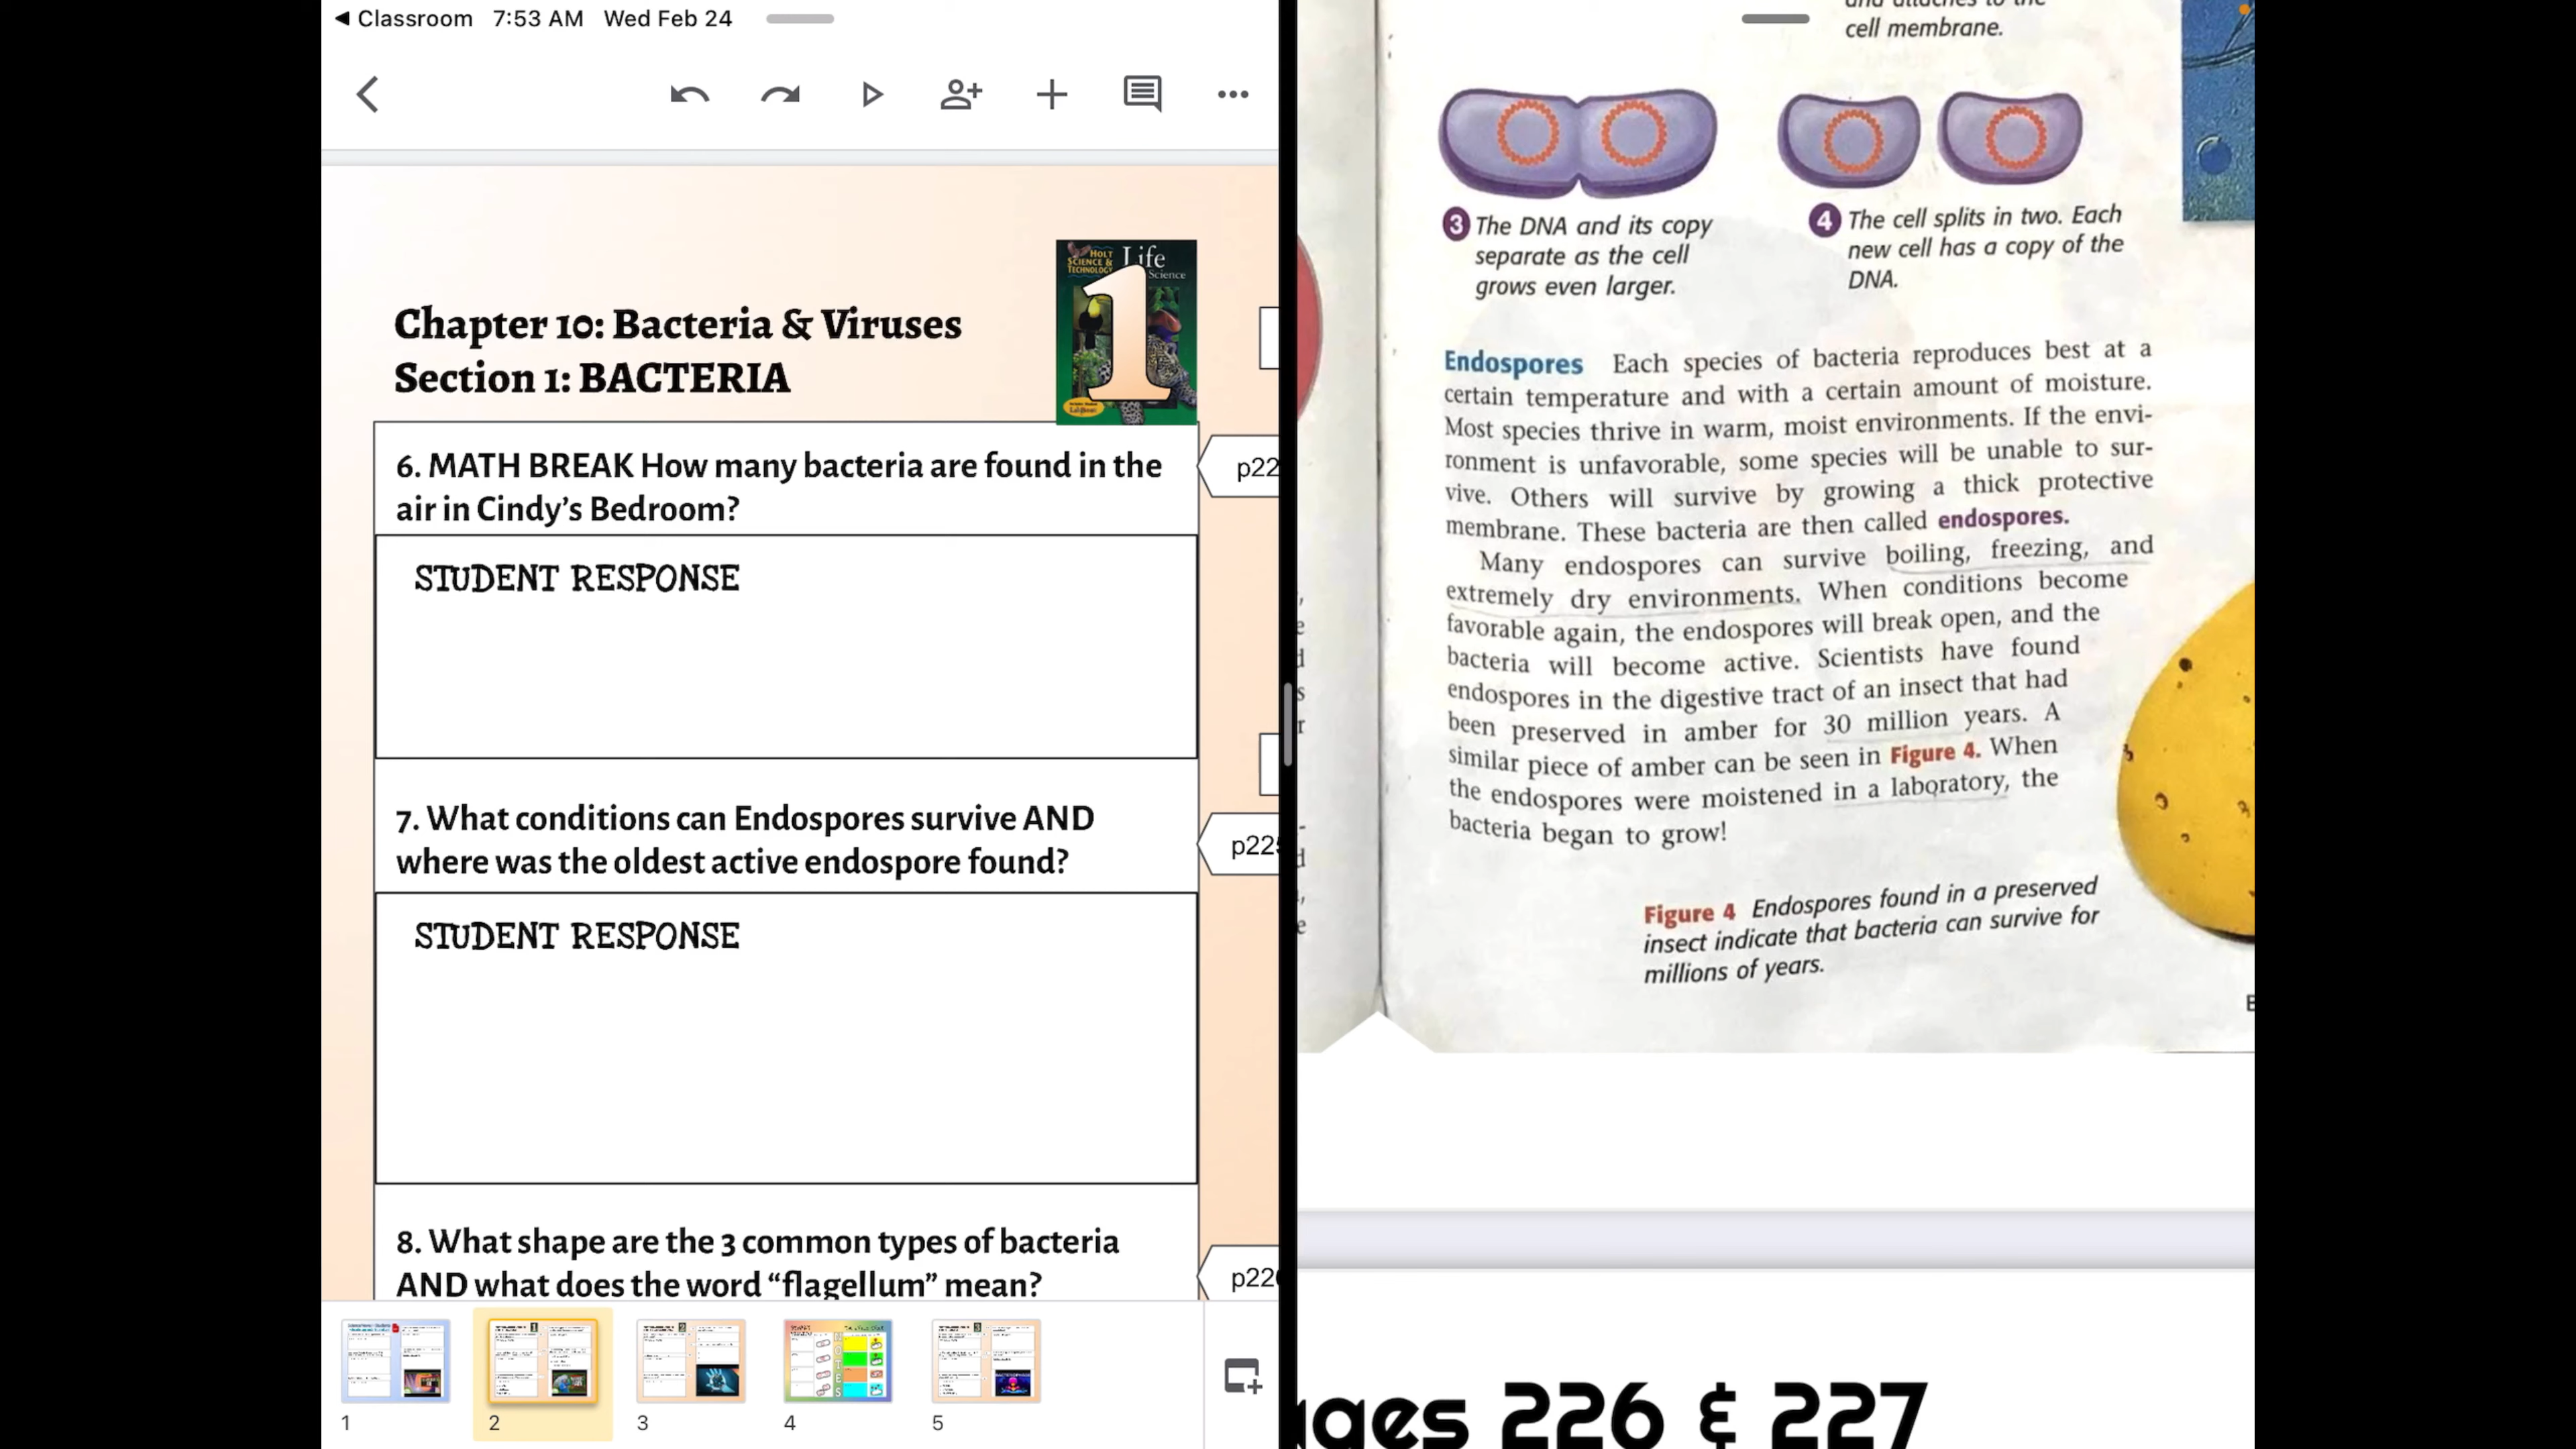 Classroom 7:53 AM Wed Feb 24
HOLT
SCIENCE &
TECHNOLOGY
Life
Science
1
Chapter 10: Bacteria & Viruses
Section 1: BACTERIA
6. MATH BREAK How many bacteria are found in the
air in Cindy's Bedroom?
p22
STUDENT RESPONSE
7. What conditions can Endospores survive AND
where was the oldest active endospore found?
p225
STUDENT RESPONSE
8. What shape are the 3 common types of bacteria
AND what does the word "flagellum" mean?
p22
1
2
3
4
5
cell membrane.
3 The DNA and its copy
separate as the cell
grows even larger.
4 The cell splits in two. Each
new cell has a copy of the
DNA.
Endospores Each species of bacteria reproduces best at a
certain temperature and with a certain amount of moisture.
Most species thrive in warm, moist environments. If the envi-
ronment is unfavorable, some species will be unable to sur-
vive. Others will survive by growing a thick protective
membrane. These bacteria are then called endospores.
Many endospores can survive boiling, freezing, and
extremely dry environments. When conditions become
favorable again, the endospores will break open, and the
bacteria will become active. Scientists have found
endospores in the digestive tract of an insect that had
been preserved in amber for 30 million years. A
similar piece of amber can be seen in Figure 4. When
the endospores were moistened in a laboratory, the
bacteria began to grow!
Figure 4 Endospores found in a preserved
insect indicate that bacteria can survive for
millions of years.
ages 226 & 227